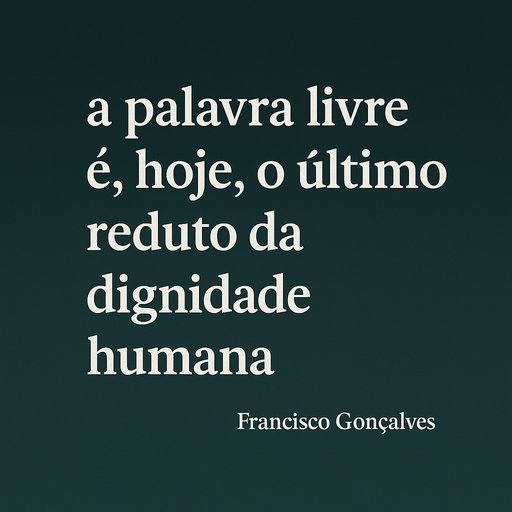 a palavra livre
é, hoje, o último
reduto da
dignidade
humana
Francisco Gonçalves